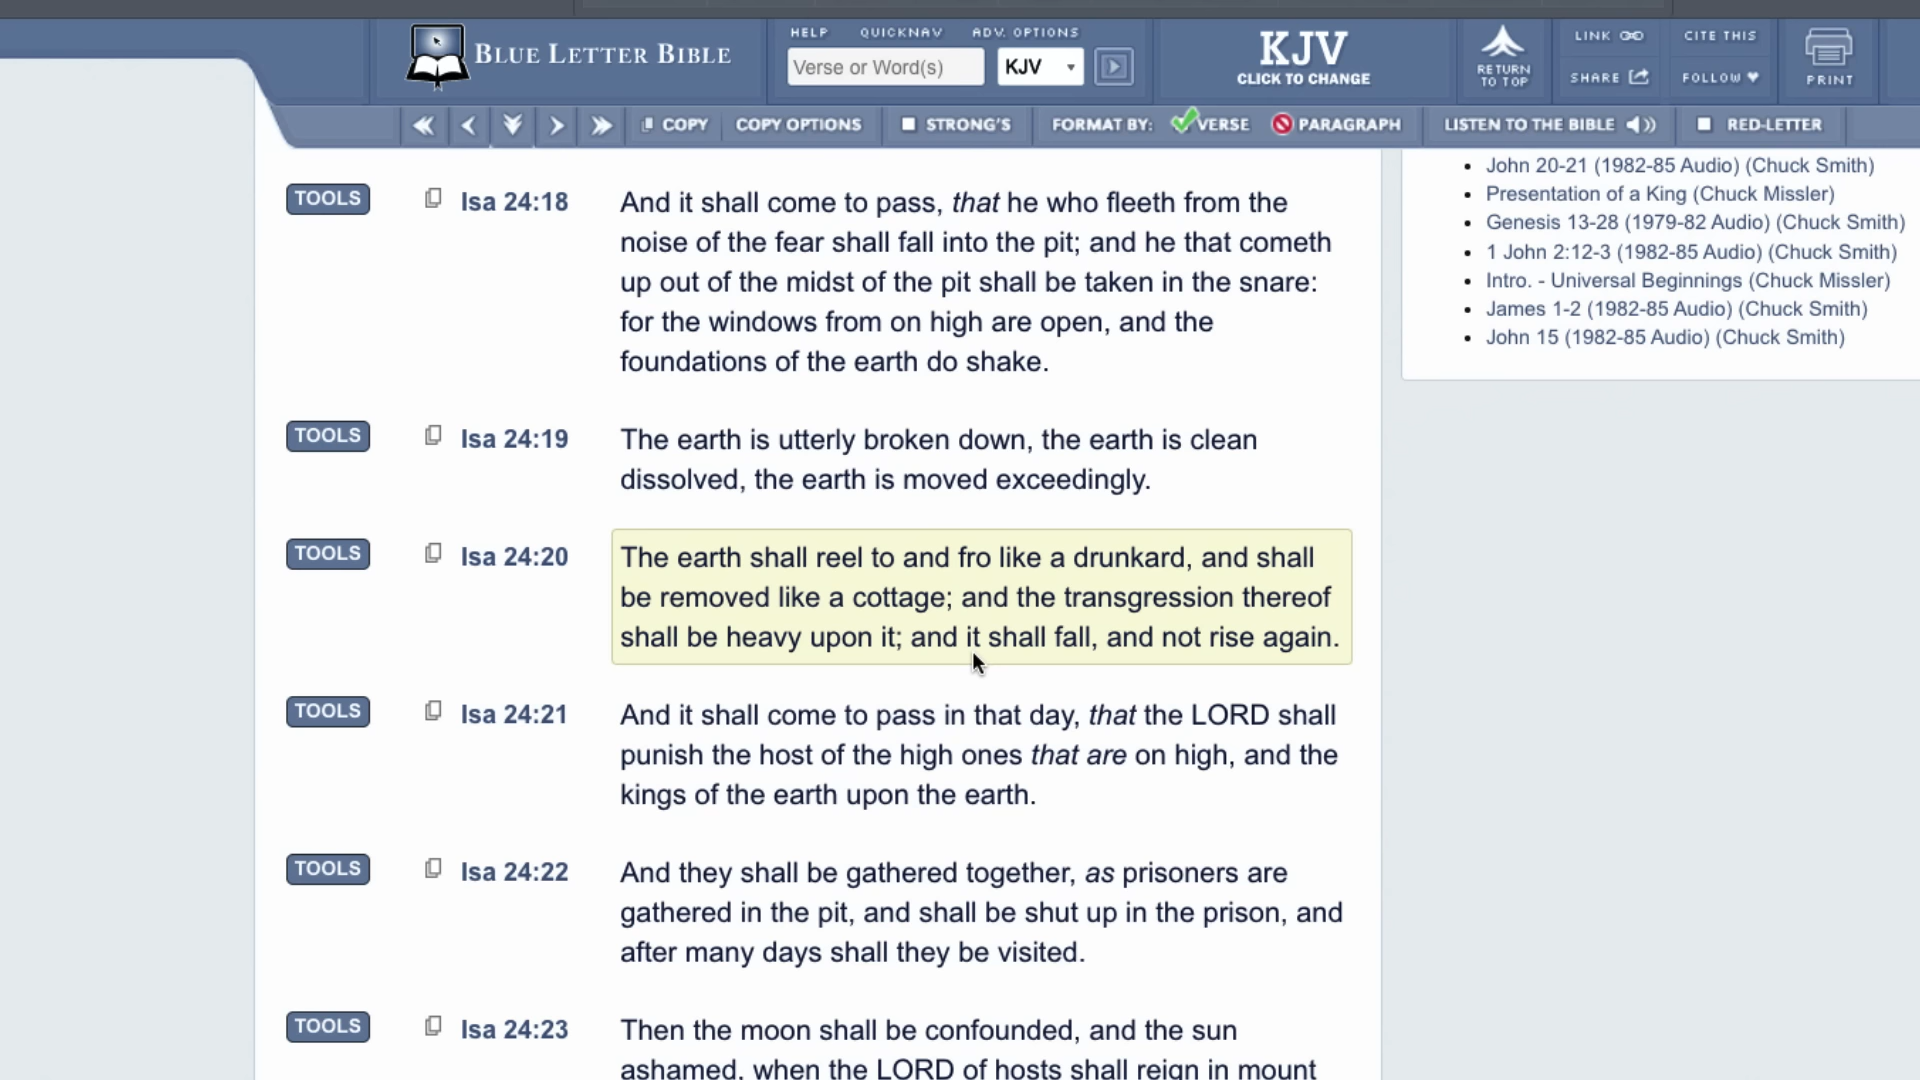 HELP QUICKNAV ADV. OPTIONS
BLUE LETTER BIBLE
Verse or Word(s)
KJV
KJV
CLICK TO CHANGE
RETURN
TO TOP
LINK
SHARE
CITE THIS
FOLLOW
PRINT
COPY COPY OPTIONS STRONG'S FORMAT BY: VERSE PARAGRAPH LISTEN TO THE BIBLE RED-LETTER
TOOLS Isa 24:18 And it shall come to pass, that he who fleeth from the
noise of the fear shall fall into the pit; and he that cometh
up out of the midst of the pit shall be taken in the snare:
for the windows from on high are open, and the
foundations of the earth do shake.
TOOLS Isa 24:19 The earth is utterly broken down, the earth is clean
dissolved, the earth is moved exceedingly.
TOOLS Isa 24:20 The earth shall reel to and fro like a drunkard, and shall
be removed like a cottage; and the transgression thereof
shall be heavy upon it; and it shall fall, and not rise again.
TOOLS Isa 24:21 And it shall come to pass in that day, that the LORD shall
punish the host of the high ones that are on high, and the
kings of the earth upon the earth.
TOOLS Isa 24:22 And they shall be gathered together, as prisoners are
gathered in the pit, and shall be shut up in the prison, and
after many days shall they be visited.
TOOLS Isa 24:23 Then the moon shall be confounded, and the sun
ashamed, when the LORD of hosts shall reign in mount
John 20-21 (1982-85 Audio) (Chuck Smith)
Presentation of a King (Chuck Missler)
Genesis 13-28 (1979-82 Audio) (Chuck Smith)
1 John 2:12-3 (1982-85 Audio) (Chuck Smith)
Intro. - Universal Beginnings (Chuck Missler)
James 1-2 (1982-85 Audio) (Chuck Smith)
John 15 (1982-85 Audio) (Chuck Smith)